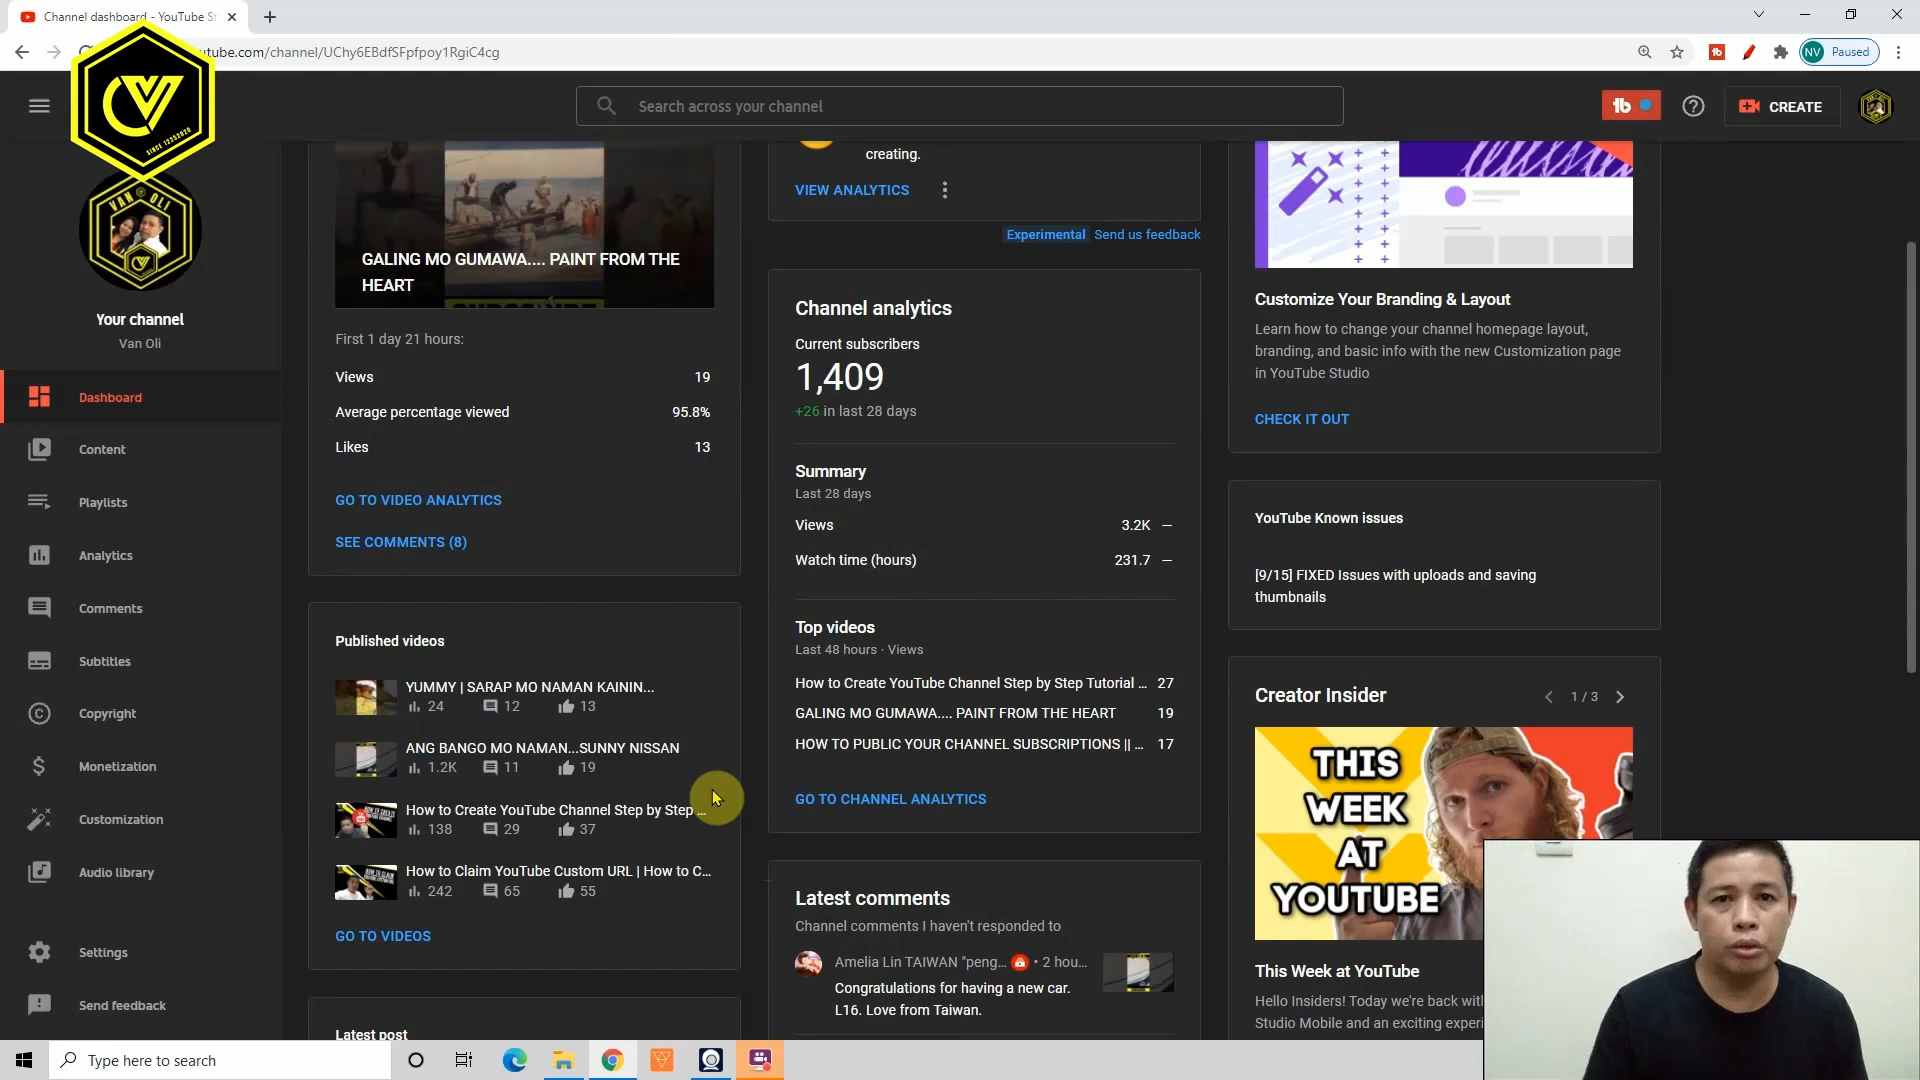 Channel dashboard - YouTube St
utube.com/channel/UChy6EBdfSFpfpoy1RgiC4cg
NV Paused
CV
SINCE 12252020
Search across your channel
tb
CREATE
VAN OLI
Your channel
Van Oli
Dashboard
Content
Playlists
Analytics
Comments
Subtitles
Copyright
Monetization
Customization
Audio library
Settings
Send feedback
GALING MO GUMAWA.... PAINT FROM THE
HEART
First 1 day 21 hours:
Views 19
Average percentage viewed 95.8%
Likes 13
GO TO VIDEO ANALYTICS
SEE COMMENTS (8)
Published videos
YUMMY | SARAP MO NAMAN KAININ...
24 12 13
ANG BANGO MO NAMAN...SUNNY NISSAN
1.2K 11 19
How to Create YouTube Channel Step by Step ...
138 29 37
How to Claim YouTube Custom URL | How to C...
242 65 55
GO TO VIDEOS
Latest post
creating.
VIEW ANALYTICS
Experimental Send us feedback
Channel analytics
Current subscribers
1,409
+26 in last 28 days
Summary
Last 28 days
Views 3.2K —
Watch time (hours) 231.7 —
Top videos
Last 48 hours · Views
How to Create YouTube Channel Step by Step Tutorial ... 27
GALING MO GUMAWA.... PAINT FROM THE HEART 19
HOW TO PUBLIC YOUR CHANNEL SUBSCRIPTIONS || ... 17
GO TO CHANNEL ANALYTICS
Latest comments
Channel comments I haven't responded to
Amelia Lin TAIWAN "peng... • 2 hou...
Congratulations for having a new car.
L16. Love from Taiwan.
Customize Your Branding & Layout
Learn how to change your channel homepage layout,
branding, and basic info with the new Customization page
in YouTube Studio
CHECK IT OUT
YouTube Known issues
[9/15] FIXED Issues with uploads and saving
thumbnails
Creator Insider
1 / 3
THIS
WEEK
AT
YOUTUBE
This Week at YouTube
Hello Insiders! Today we're back wit
Studio Mobile and an exciting experi
Type here to search